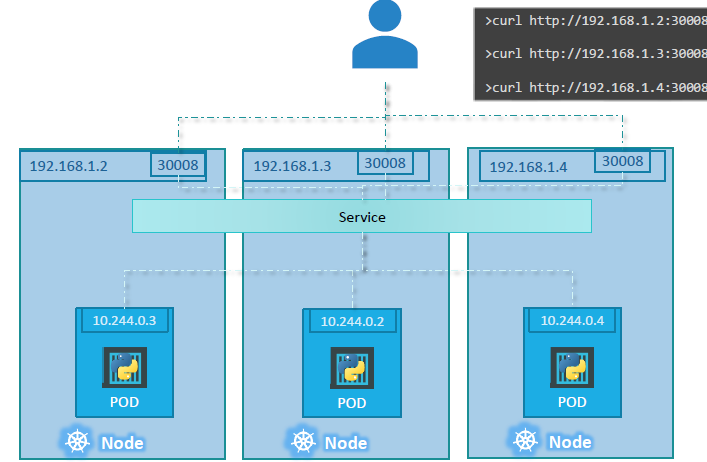 >curl http://192.168.1.2:30008
>curl http://192.168.1.3:30008
>curl http://192.168.1.4:30008
192.168.1.2
30008
192.168.1.3
30008
192.168.1.4
30008
Service
10.244.0.3
10.244.0.2
10.244.0.4
POD
POD
POD
Node
Node
Node